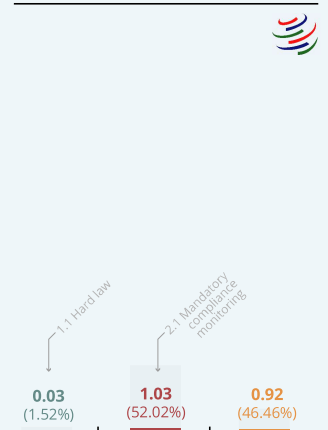 1.1 Hard law
2.1 Mandatory
compliance
monitoring
0.03
(1.52%)
1.03
(52.02%)
0.92
(46.46%)